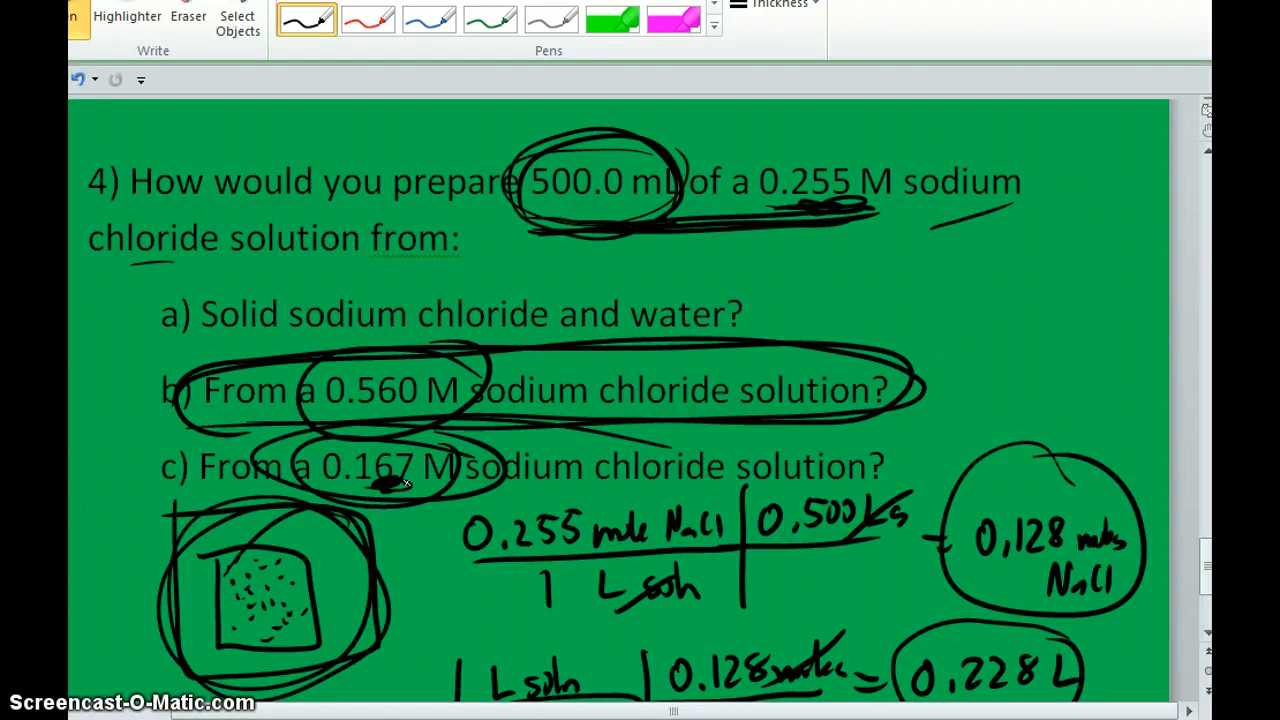 Highlighter Eraser Select Objects
Thickness
Write
Pens
4) How would you prepare 500.0 mL of a 0.255 M sodium
chloride solution from:
a) Solid sodium chloride and water?
b) From a 0.560 M sodium chloride solution?
c) From a 0.167 M sodium chloride solution?
0.255 mole NaCl 0.500 Ls = 0.128 moles
1 L soln NaCl
1 L soln 0.128 moles = 0.228 L
Screencast-O-Matic.com